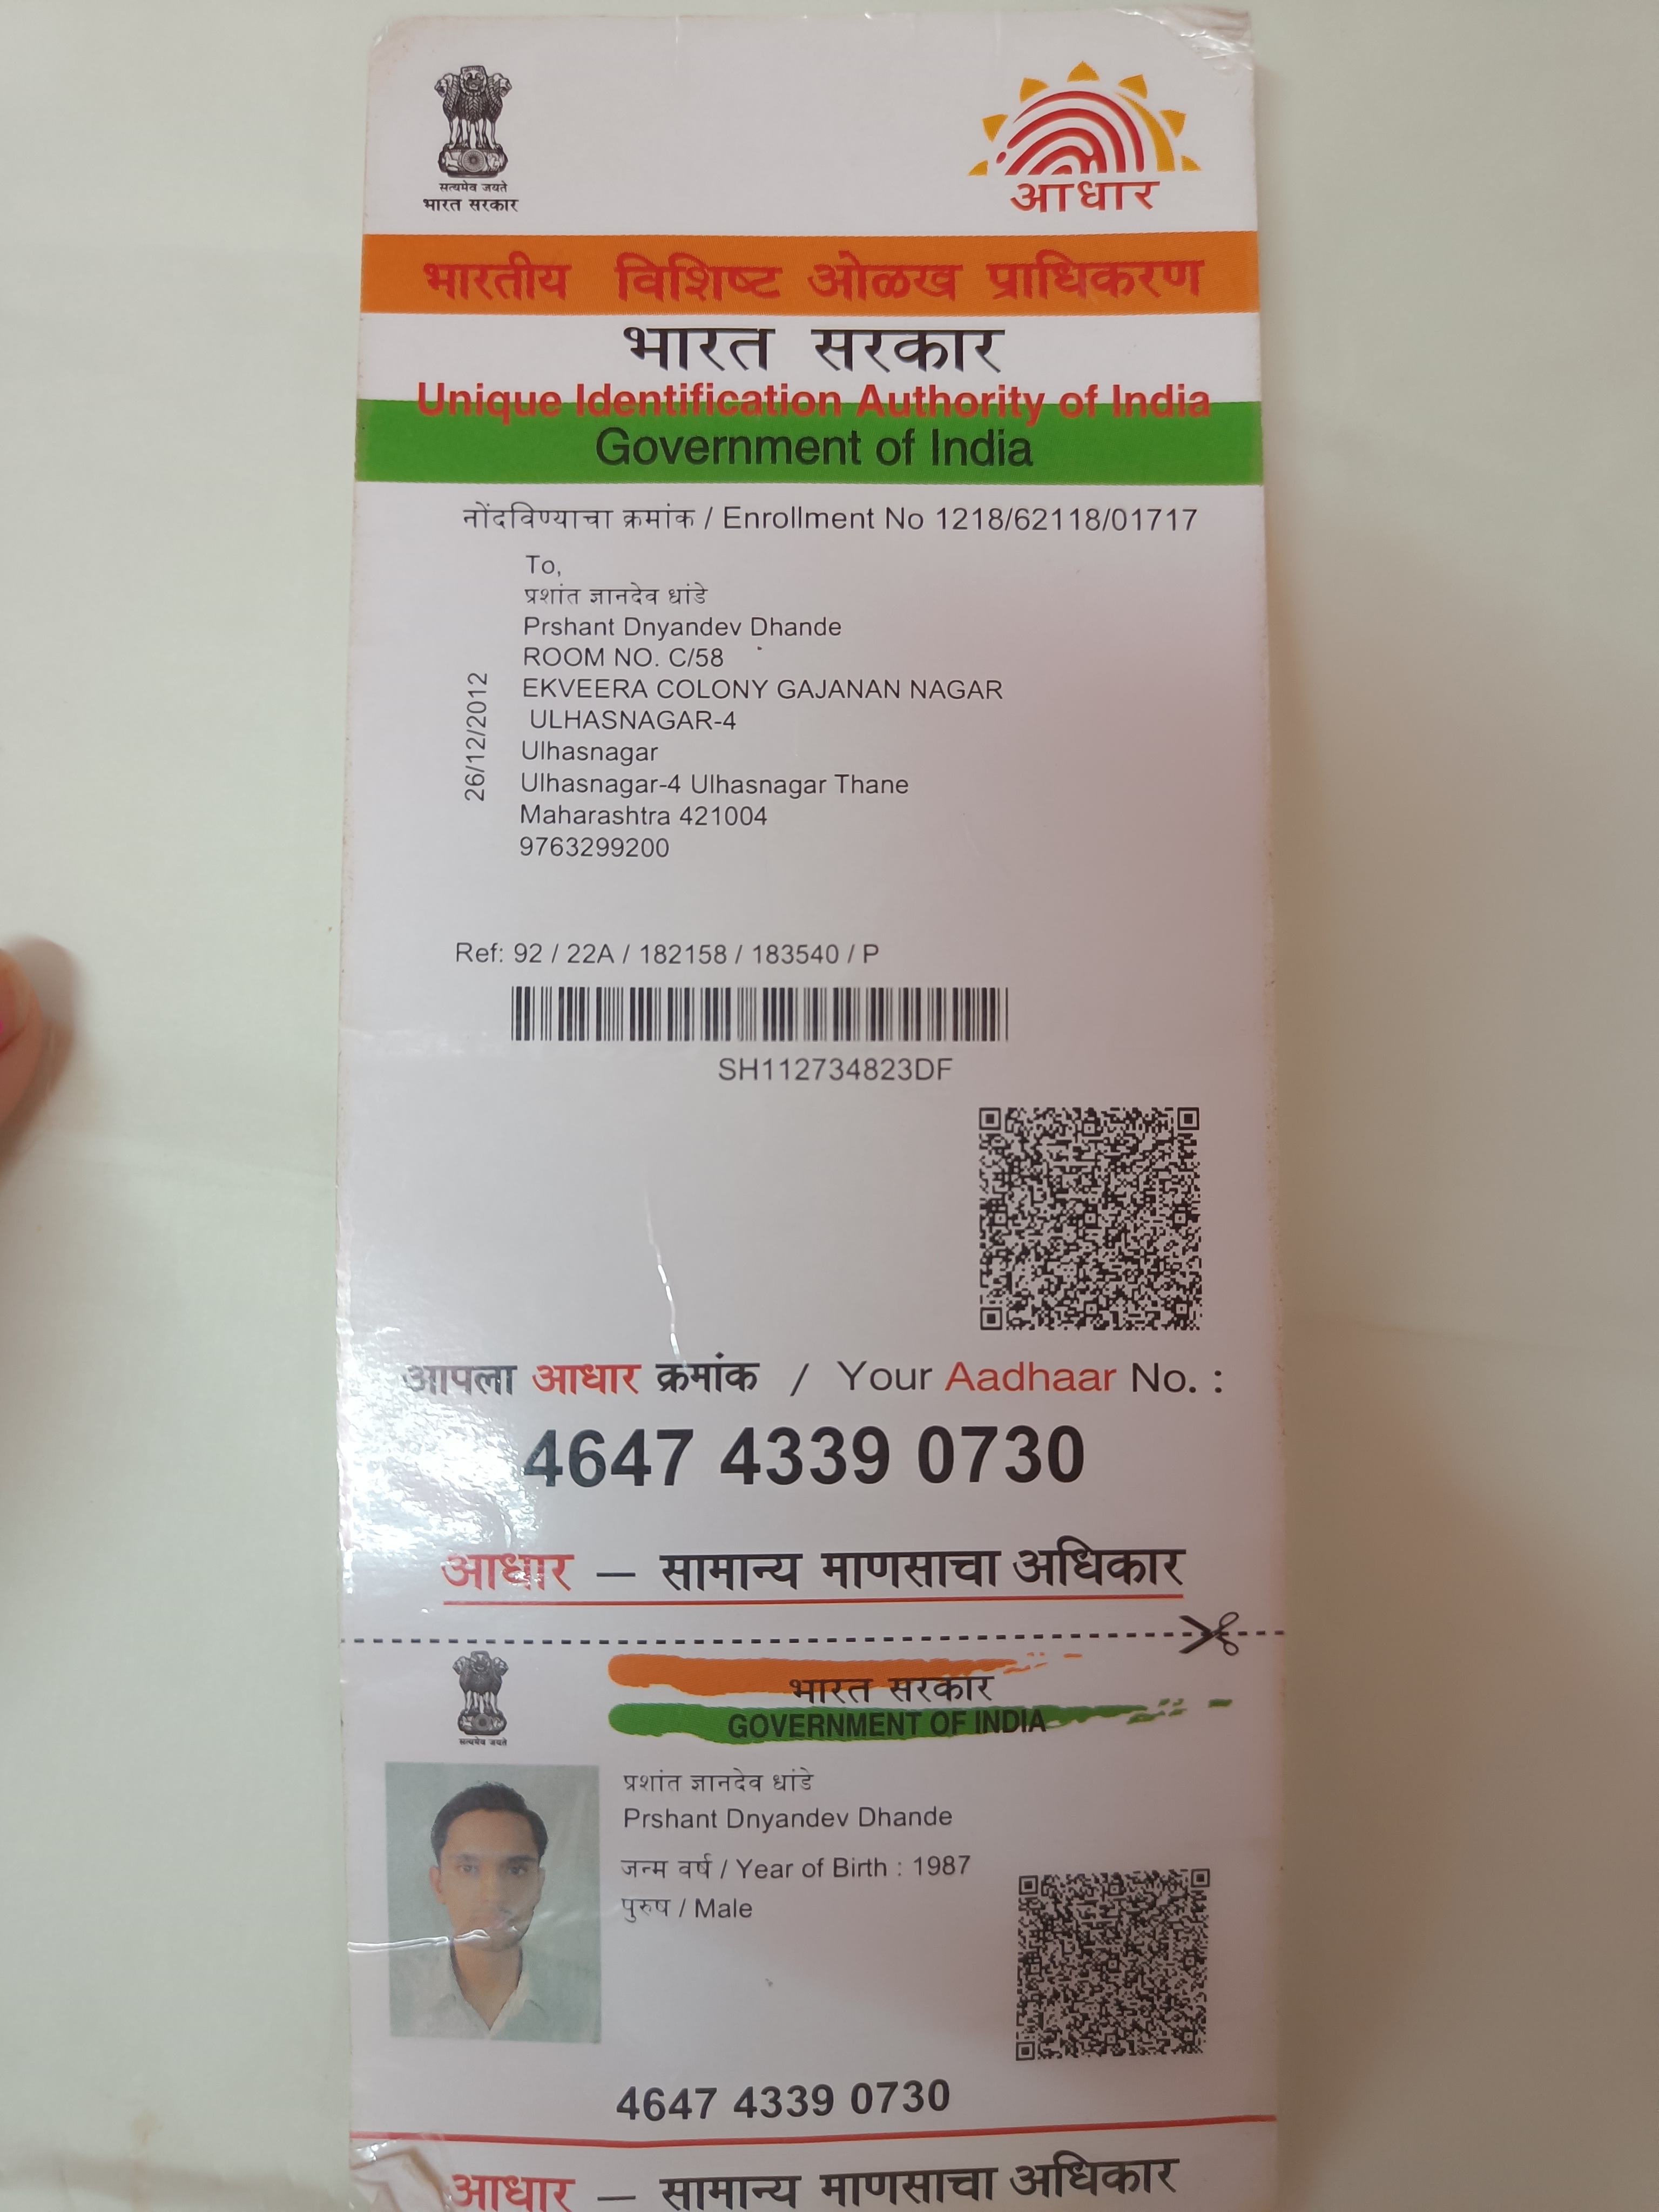 सत्यमेव जयते
भारत सरकार
आधार
भारतीय विशिष्ट ओळख प्राधिकरण
भारत सरकार
Unique Identification Authority of India
Government of India
नोंदविण्याचा क्रमांक / Enrollment No 1218/62118/01717
To,
प्रशांत ज्ञानदेव धांडे
Prshant Dnyandev Dhande
ROOM NO. C/58
EKVEERA COLONY GAJANAN NAGAR
ULHASNAGAR-4
Ulhasnagar
Ulhasnagar-4 Ulhasnagar Thane
Maharashtra 421004
9763299200
26/12/2012
Ref: 92 / 22A / 182158 / 183540 / P
SH112734823DF
आपला आधार क्रमांक / Your Aadhaar No. :
4647 4339 0730
आधार — सामान्य माणसाचा अधिकार
सत्यमेव जयते
भारत सरकार
GOVERNMENT OF INDIA
प्रशांत ज्ञानदेव धांडे
Prshant Dnyandev Dhande
जन्म वर्ष / Year of Birth : 1987
पुरुष / Male
4647 4339 0730
आधार — सामान्य माणसाचा अधिकार